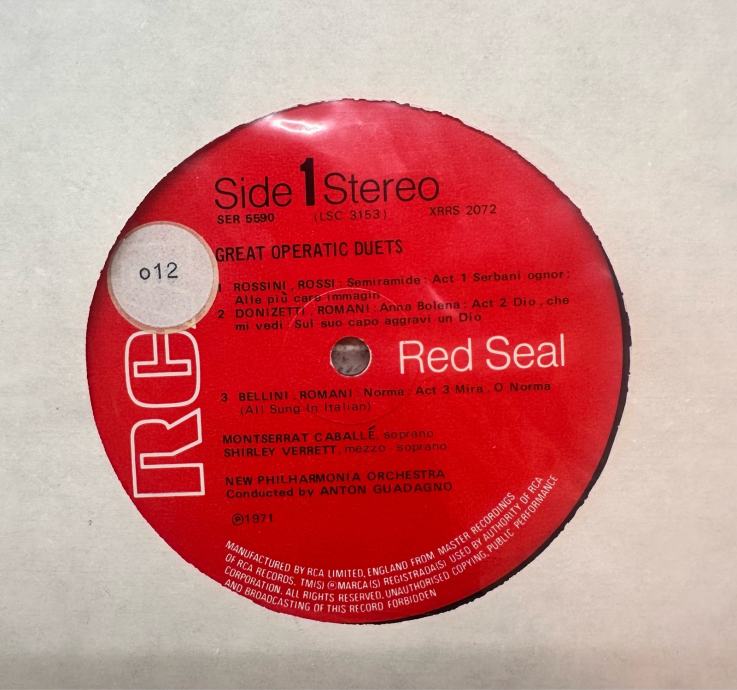 Side 1 Stereo
SER 5590 (LSC 3153) XRRS 2072
GREAT OPERATIC DUETS
1 ROSSINI, ROSSI: Semiramide: Act 1 Serbani ognor:
Alle più care immagin
2 DONIZETTI, ROMANI: Anna Bolena: Act 2 Dio, che
mi vedi Sul suo capo aggravi un Dio
o12
Red Seal
RCA
3 BELLINI, ROMANI: Norma, Act 3 Mira, O Norma
(All Sung In Italian)
MONTSERRAT CABALLÉ, soprano
SHIRLEY VERRETT, mezzo-soprano
NEW PHILHARMONIA ORCHESTRA
Conducted by ANTON GUADAGNO
℗1971
MANUFACTURED BY RCA LIMITED, ENGLAND FROM MASTER RECORDINGS
OF RCA RECORDS. TM(S) ® MARCA(S) REGISTRADA(S) USED BY AUTHORITY OF RCA
CORPORATION. ALL RIGHTS RESERVED. UNAUTHORISED COPYING, PUBLIC PERFORMANCE
AND BROADCASTING OF THIS RECORD FORBIDDEN